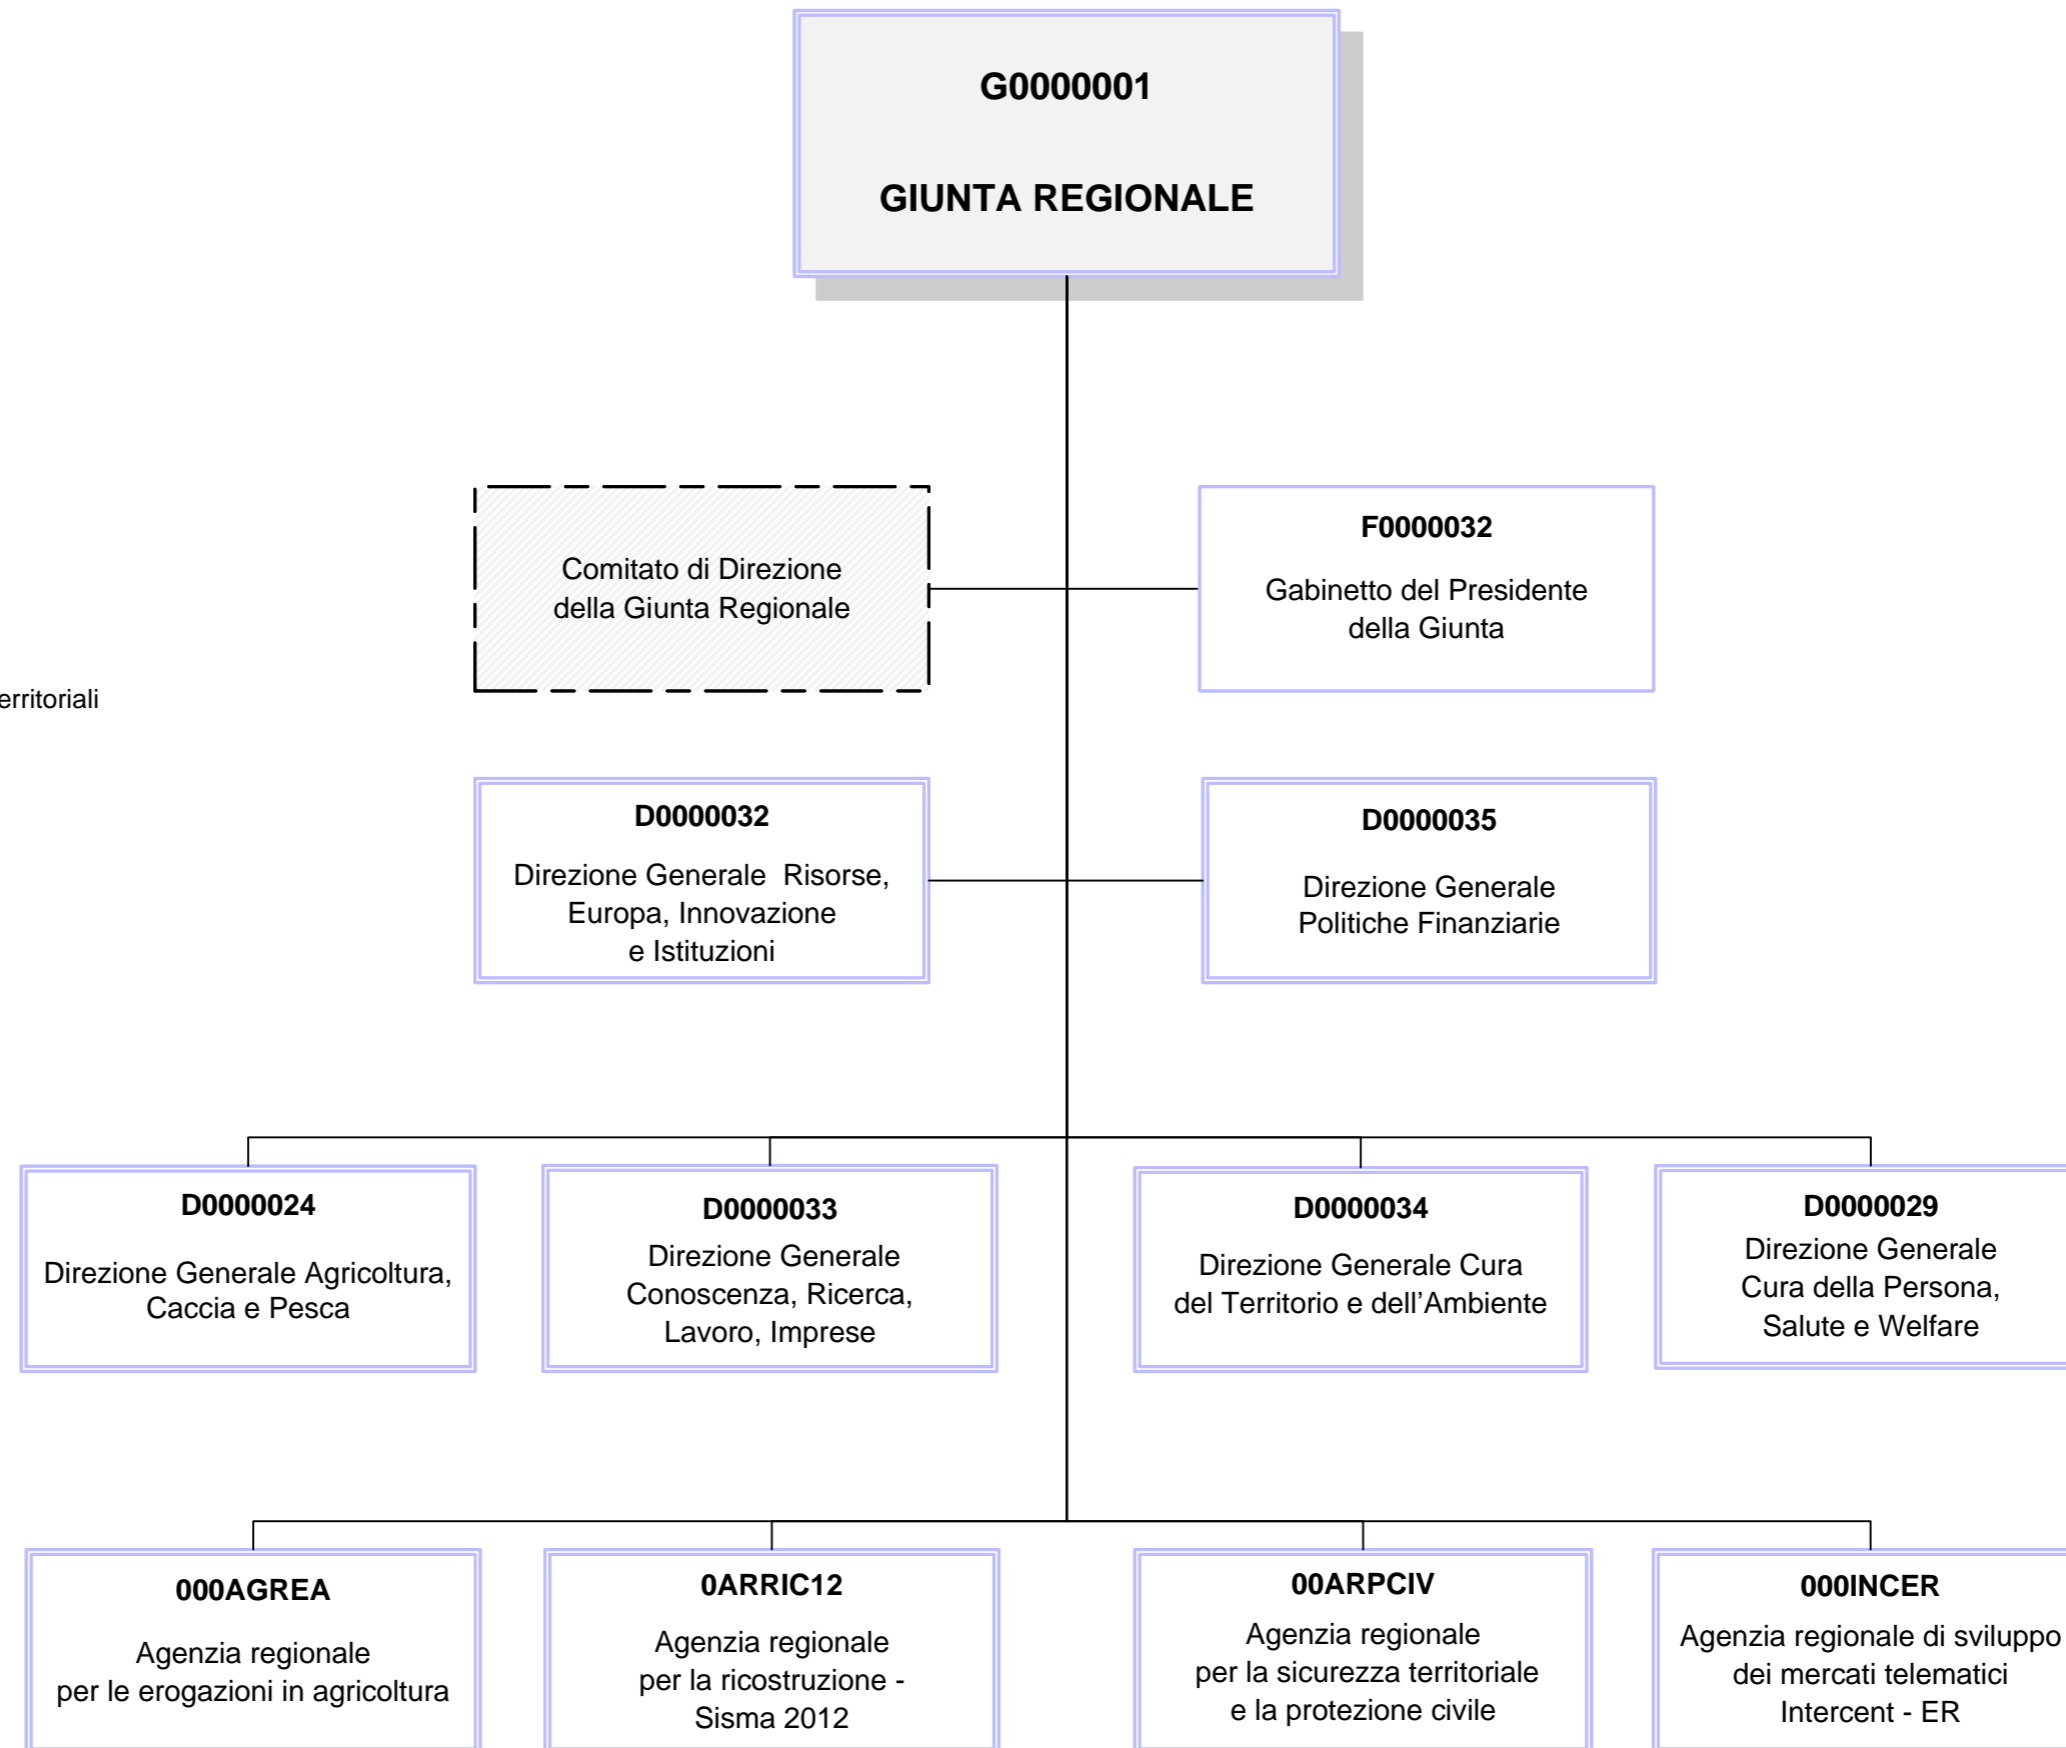 G0000001
GIUNTA REGIONALE
Comitato di Direzione
della Giunta Regionale
F0000032
Gabinetto del Presidente
della Giunta
erritoriali
D0000032
Direzione Generale Risorse,
Europa, Innovazione
e Istituzioni
D0000035
Direzione Generale
Politiche Finanziarie
D0000024
Direzione Generale Agricoltura,
Caccia e Pesca
D0000033
Direzione Generale
Conoscenza, Ricerca,
Lavoro, Imprese
D0000034
Direzione Generale Cura
del Territorio e dell’Ambiente
D0000029
Direzione Generale
Cura della Persona,
Salute e Welfare
000AGREA
Agenzia regionale
per le erogazioni in agricoltura
0ARRIC12
Agenzia regionale
per la ricostruzione -
Sisma 2012
00ARPCIV
Agenzia regionale
per la sicurezza territoriale
e la protezione civile
000INCER
Agenzia regionale di sviluppo
dei mercati telematici
Intercent - ER